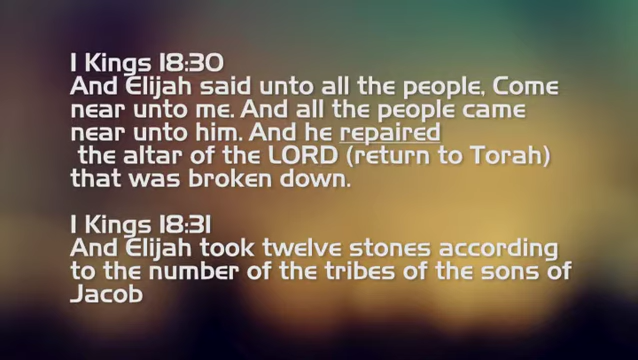 1 Kings 18:30
And Elijah said unto all the people, Come
near unto me. And all the people came
near unto him. And he repaired
the altar of the LORD (return to Torah)
that was broken down.
1 Kings 18:31
And Elijah took twelve stones according
to the number of the tribes of the sons of
Jacob